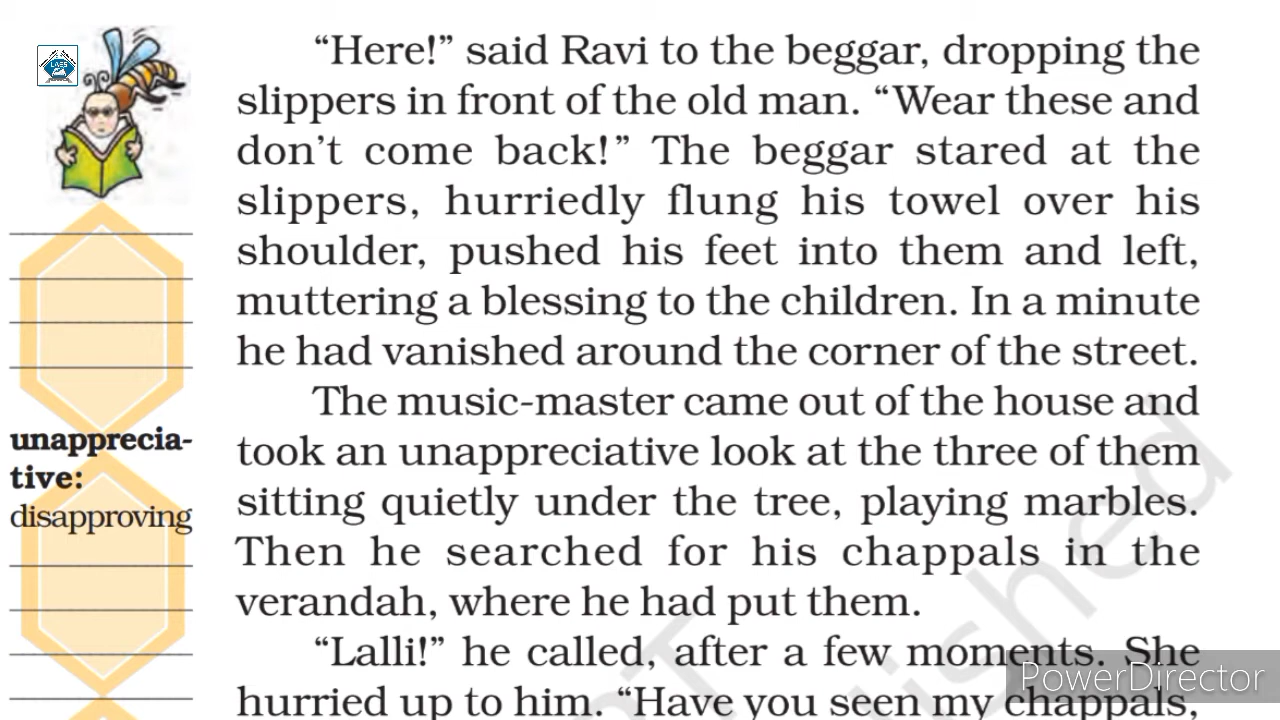 “Here!” said Ravi to the beggar, dropping the
slippers in front of the old man. “Wear these and
don’t come back!” The beggar stared at the
slippers, hurriedly flung his towel over his
shoulder, pushed his feet into them and left,
muttering a blessing to the children. In a minute
he had vanished around the corner of the street.
The music-master came out of the house and
took an unappreciative look at the three of them
sitting quietly under the tree, playing marbles.
Then he searched for his chappals in the
verandah, where he had put them.
“Lalli!” he called, after a few moments. She
hurried up to him. “Have you seen my chappals,
unapprecia-
tive:
disapproving
PowerDirector